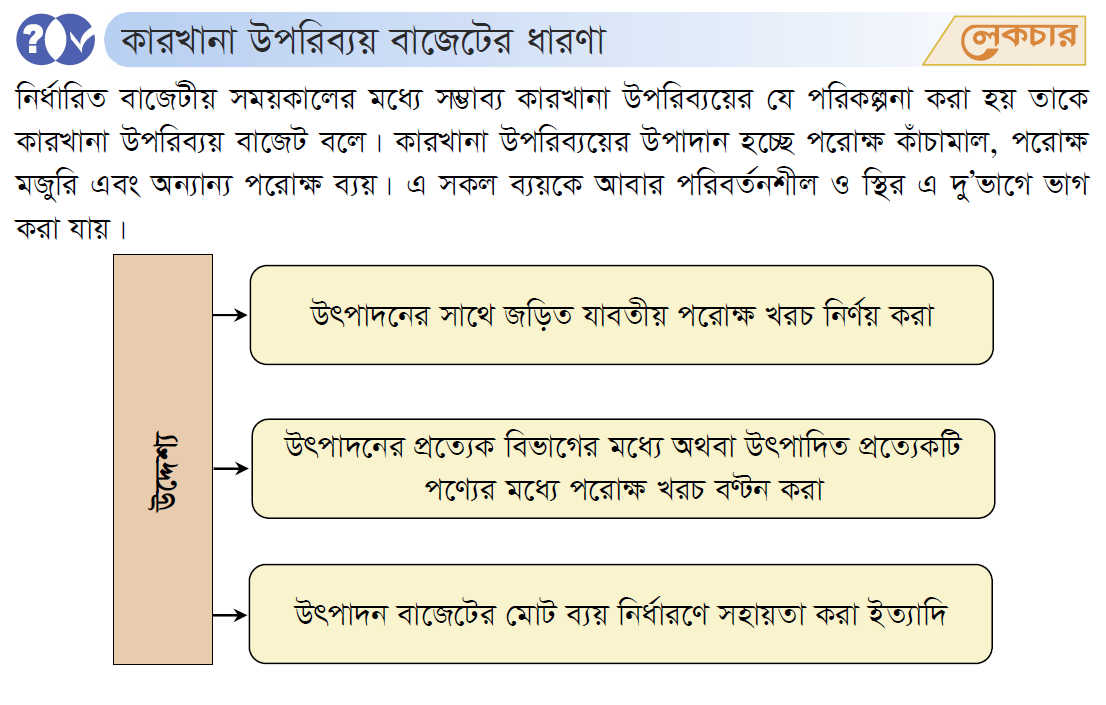 কারখানা উপরিব্যয় বাজেটের ধারণা
লেকচার
নির্ধারিত বাজেটীয় সময়কালের মধ্যে সম্ভাব্য কারখানা উপরিব্যয়ের যে পরিকল্পনা করা হয় তাকে
কারখানা উপরিব্যয় বাজেট বলে। কারখানা উপরিব্যয়ের উপাদান হচ্ছে পরোক্ষ কাঁচামাল, পরোক্ষ
মজুরি এবং অন্যান্য পরোক্ষ ব্যয়। এ সকল ব্যয়কে আবার পরিবর্তনশীল ও স্থির এ দু’ভাগে ভাগ
করা যায়।
উদ্দেশ্য
উৎপাদনের সাথে জড়িত যাবতীয় পরোক্ষ খরচ নির্ণয় করা
উৎপাদনের প্রত্যেক বিভাগের মধ্যে অথবা উৎপাদিত প্রত্যেকটি
পণ্যের মধ্যে পরোক্ষ খরচ বণ্টন করা
উৎপাদন বাজেটের মোট ব্যয় নির্ধারণে সহায়তা করা ইত্যাদি